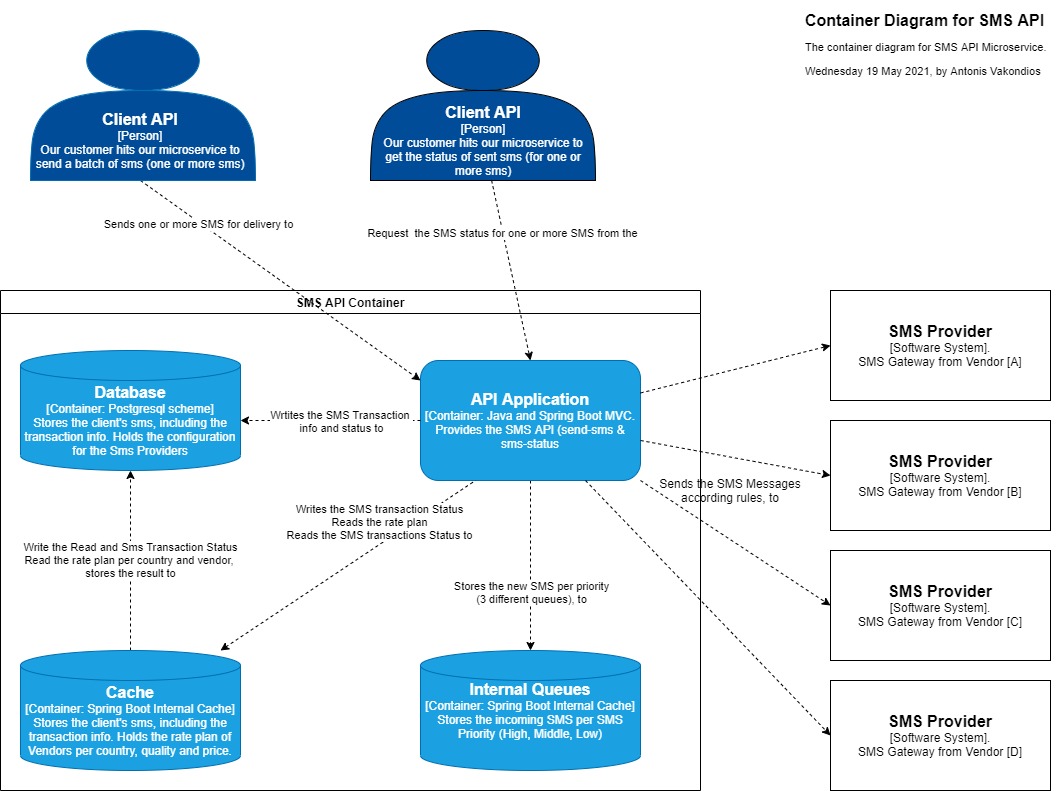 Container Diagram for SMS API
The container diagram for SMS API Microservice.
Wednesday 19 May 2021, by Antonis Vakondios
Client API
[Person]
Our customer hits our microservice to
send a batch of sms (one or more sms)
Client API
[Person]
Our customer hits our microservice to
get the status of sent sms (for one or
more sms)
Sends one or more SMS for delivery to
Request  the SMS status for one or more SMS from the
SMS API Container
Database
[Container: Postgresql scheme]
Stores the client's sms, including the
transaction info. Holds the configuration
for the Sms Providers
Wrtites the SMS Transaction
info and status to
API Application
[Container: Java and Spring Boot MVC.
Provides the SMS API (send-sms &
sms-status
SMS Provider
[Software System].
SMS Gateway from Vendor [A]
SMS Provider
[Software System].
SMS Gateway from Vendor [B]
Sends the SMS Messages
according rules, to
Writes the SMS transaction Status
Reads the rate plan
Reads the SMS transactions Status to
Write the Read and Sms Transaction Status
Read the rate plan per country and vendor,
stores the result to
Stores the new SMS per priority
(3 different queues), to
SMS Provider
[Software System].
SMS Gateway from Vendor [C]
Cache
[Container: Spring Boot Internal Cache]
Stores the client's sms, including the
transaction info. Holds the rate plan of
Vendors per country, quality and price.
Internal Queues
[Container: Spring Boot Internal Cache]
Stores the incoming SMS per SMS
Priority (High, Middle, Low)
SMS Provider
[Software System].
SMS Gateway from Vendor [D]